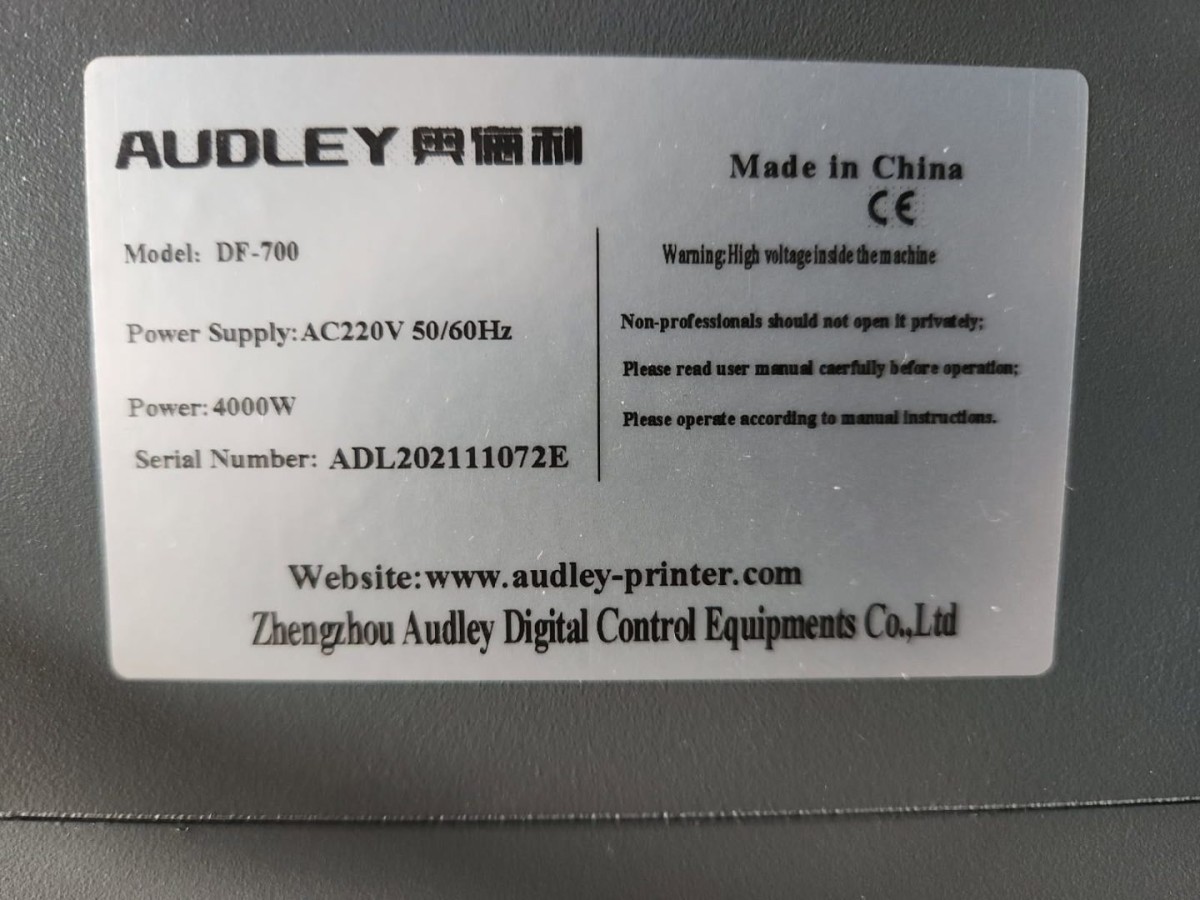 AUDLEY 奥德利
Model: DF-700
Power Supply:AC220V 50/60Hz
Power:4000W
Serial Number: ADL202111072E
Made in China
CE
Warning:High voltage inside the machine
Non-professionals should not open it privately;
Please read user manual caerfully before operation;
Please operate according to manual instructions.
Website:www.audley-printer.com
Zhengzhou Audley Digital Control Equipments Co.,Ltd